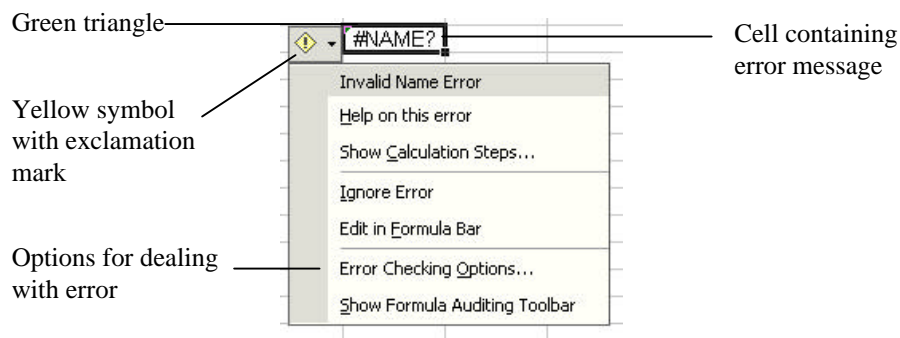 Green triangle
#NAME?
Cell containing
error message
Invalid Name Error
Help on this error
Show Calculation Steps...
Ignore Error
Edit in Formula Bar
Error Checking Options...
Show Formula Auditing Toolbar
Yellow symbol
with exclamation
mark
Options for dealing
with error